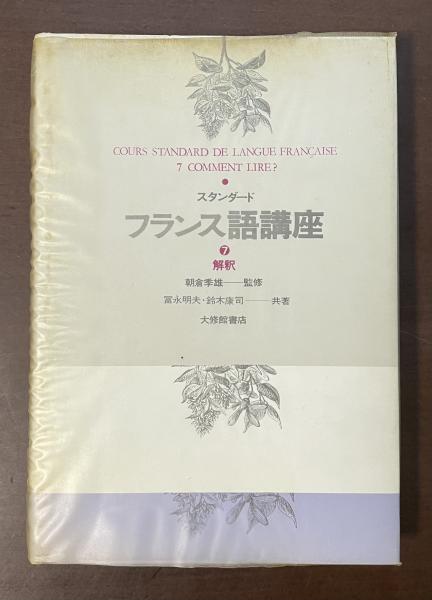 COURS STANDARD DE LANGUE FRANÇAISE
7 COMMENT LIRE?
スタンダード
フランス語講座
7
解釈
朝倉季雄——監修
冨永明夫・鈴木康司——共著
大修館書店